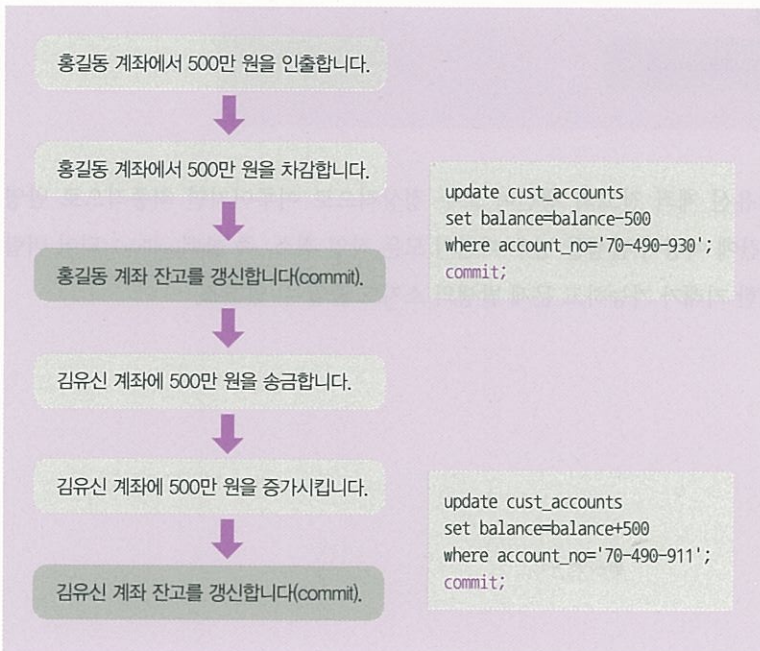 홍길동 계좌에서 500만 원을 인출합니다.
홍길동 계좌에서 500만 원을 차감합니다.
update cust_accounts
set balance=balance-500
where account_no='70-490-930';
commit;
홍길동 계좌 잔고를 갱신합니다(commit).
김유신 계좌에 500만 원을 송금합니다.
김유신 계좌에 500만 원을 증가시킵니다.
update cust_accounts
set balance=balance+500
where account_no='70-490-911';
commit;
김유신 계좌 잔고를 갱신합니다(commit).